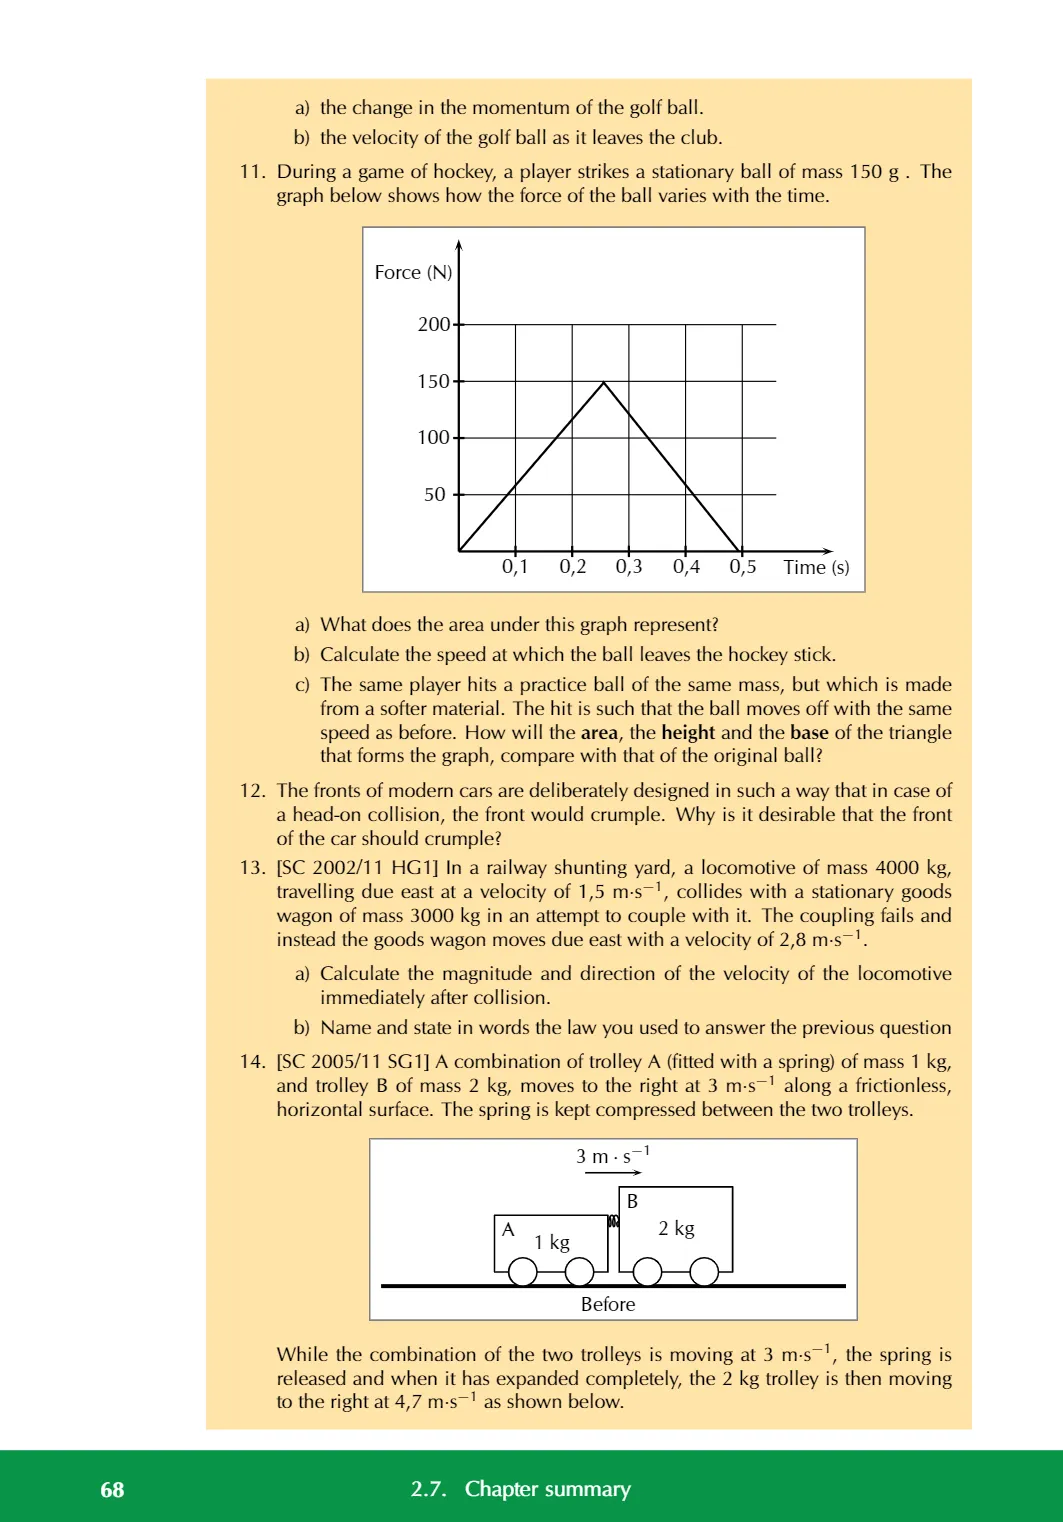 a) the change in the momentum of the golf ball.
b) the velocity of the golf ball as it leaves the club.
11. During a game of hockey, a player strikes a stationary ball of mass 150 g . The
graph below shows how the force of the ball varies with the time.
Force (N)
200
150
100
50
0,1 0,2 0,3 0,4 0,5 Time (s)
a) What does the area under this graph represent?
b) Calculate the speed at which the ball leaves the hockey stick.
c) The same player hits a practice ball of the same mass, but which is made
from a softer material. The hit is such that the ball moves off with the same
speed as before. How will the area, the height and the base of the triangle
that forms the graph, compare with that of the original ball?
12. The fronts of modern cars are deliberately designed in such a way that in case of
a head-on collision, the front would crumple. Why is it desirable that the front
of the car should crumple?
13. [SC 2002/11 HG1] In a railway shunting yard, a locomotive of mass 4000 kg,
travelling due east at a velocity of 1,5 m·s⁻¹, collides with a stationary goods
wagon of mass 3000 kg in an attempt to couple with it. The coupling fails and
instead the goods wagon moves due east with a velocity of 2,8 m·s⁻¹.
a) Calculate the magnitude and direction of the velocity of the locomotive
immediately after collision.
b) Name and state in words the law you used to answer the previous question
14. [SC 2005/11 SG1] A combination of trolley A (fitted with a spring) of mass 1 kg,
and trolley B of mass 2 kg, moves to the right at 3 m·s⁻¹ along a frictionless,
horizontal surface. The spring is kept compressed between the two trolleys.
3 m · s⁻¹
B
A
2 kg
1 kg
Before
While the combination of the two trolleys is moving at 3 m·s⁻¹, the spring is
released and when it has expanded completely, the 2 kg trolley is then moving
to the right at 4,7 m·s⁻¹ as shown below.
68 2.7. Chapter summary